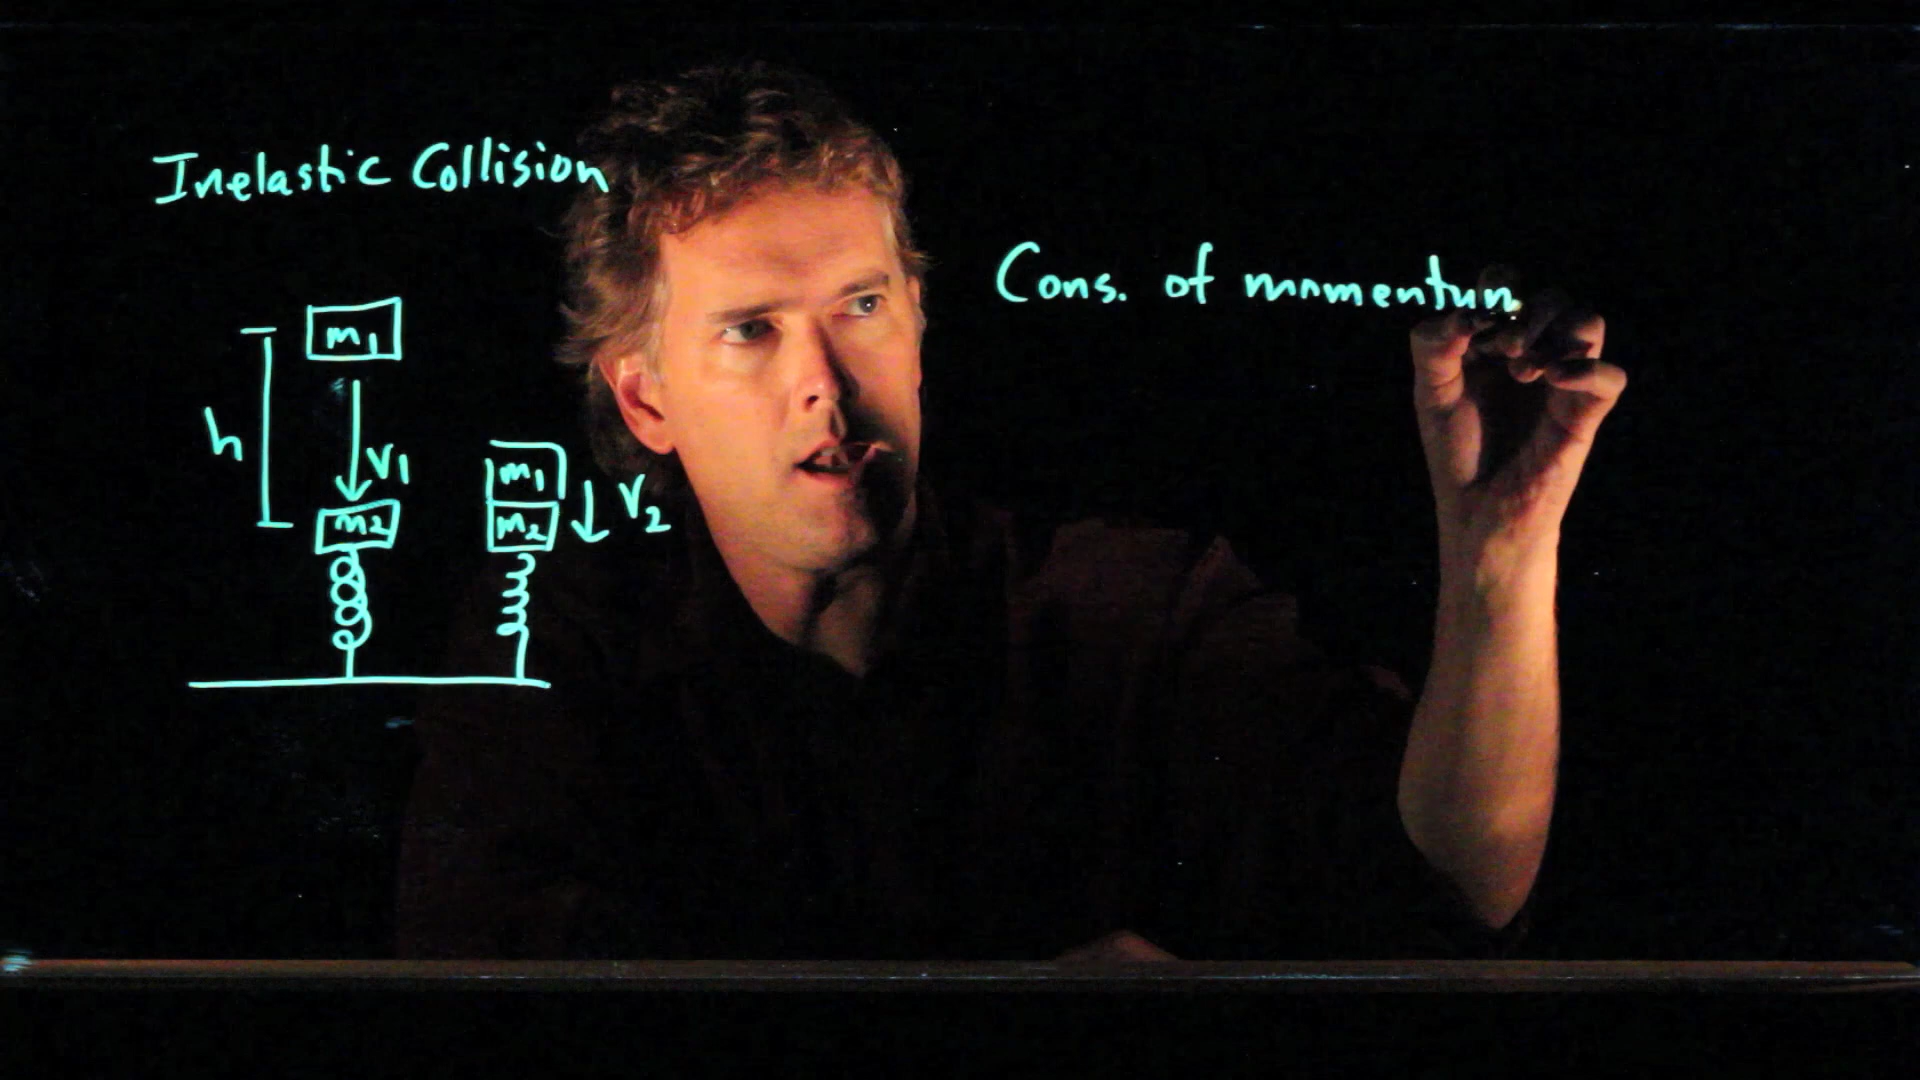 Inelastic Collision
Cons. of momentum
m1
h
v1
m1
m2
m2
v2